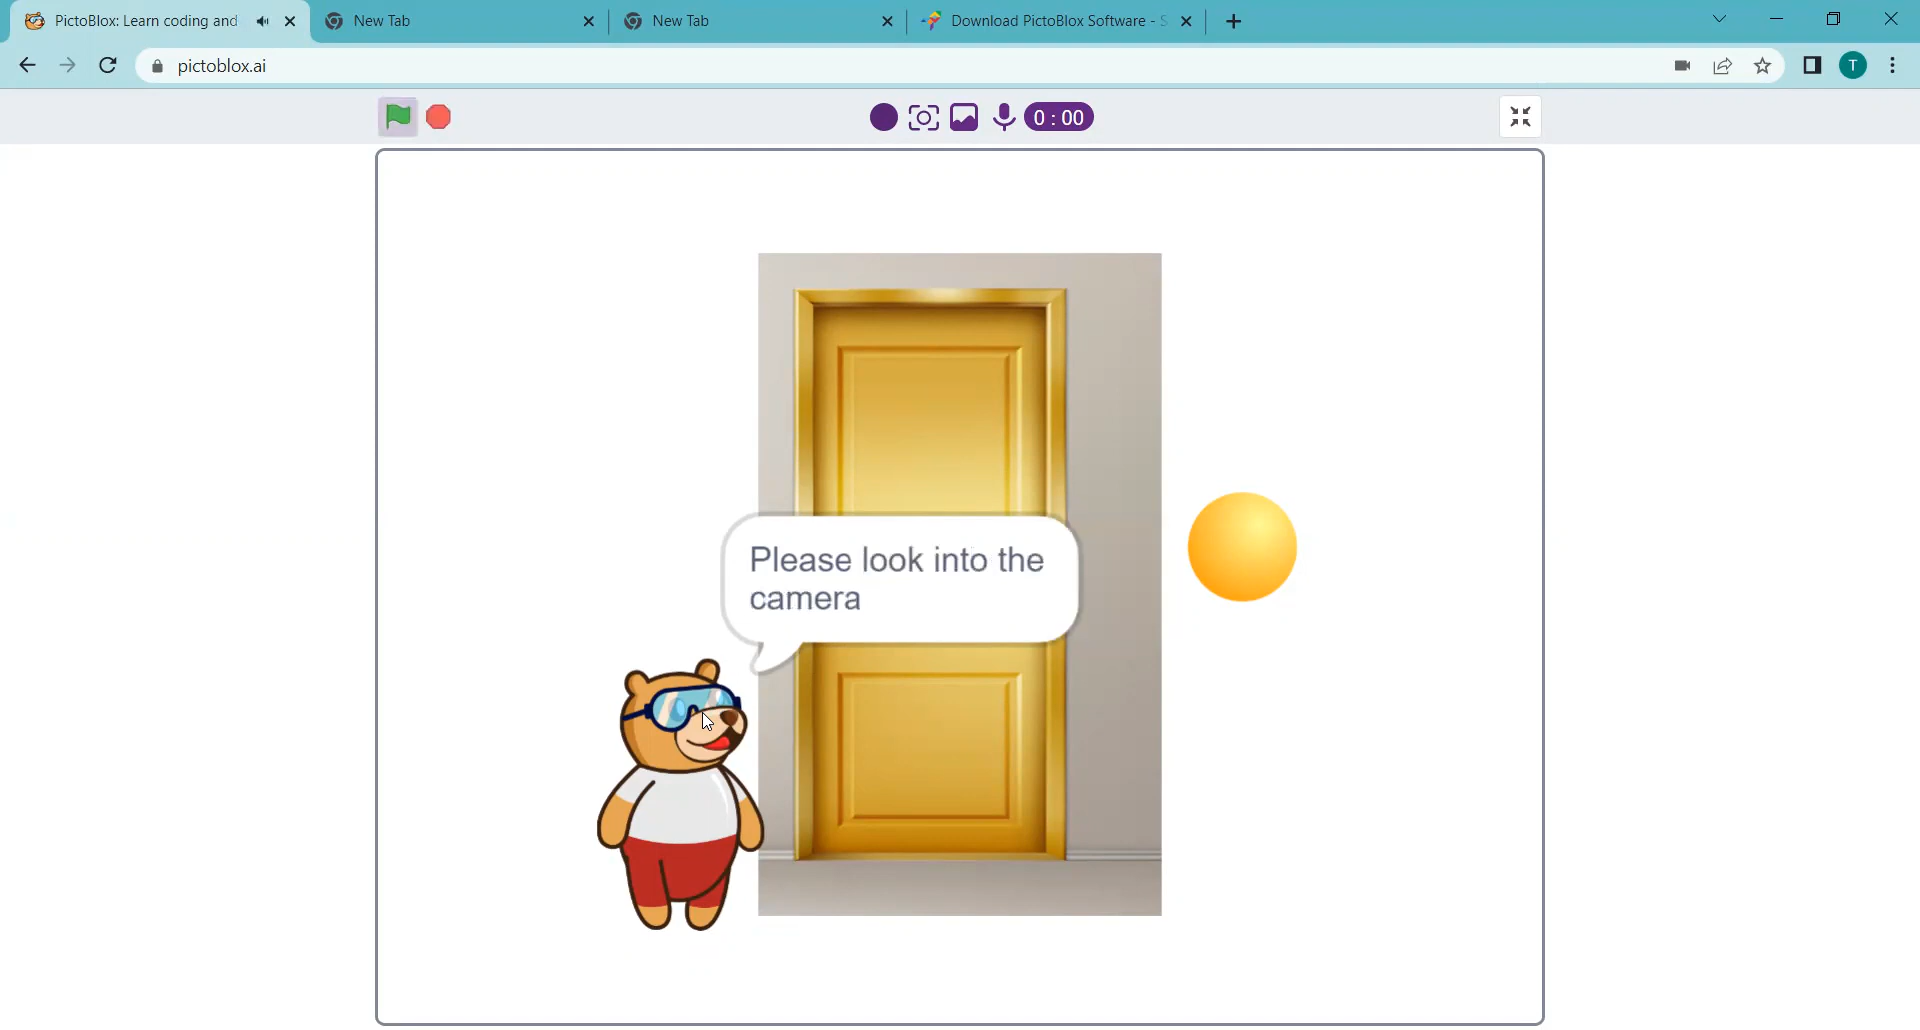 PictoBlox: Learn coding and
New Tab
New Tab
Download PictoBlox Software - S
pictoblox.ai
T
0 : 00
Please look into the
camera